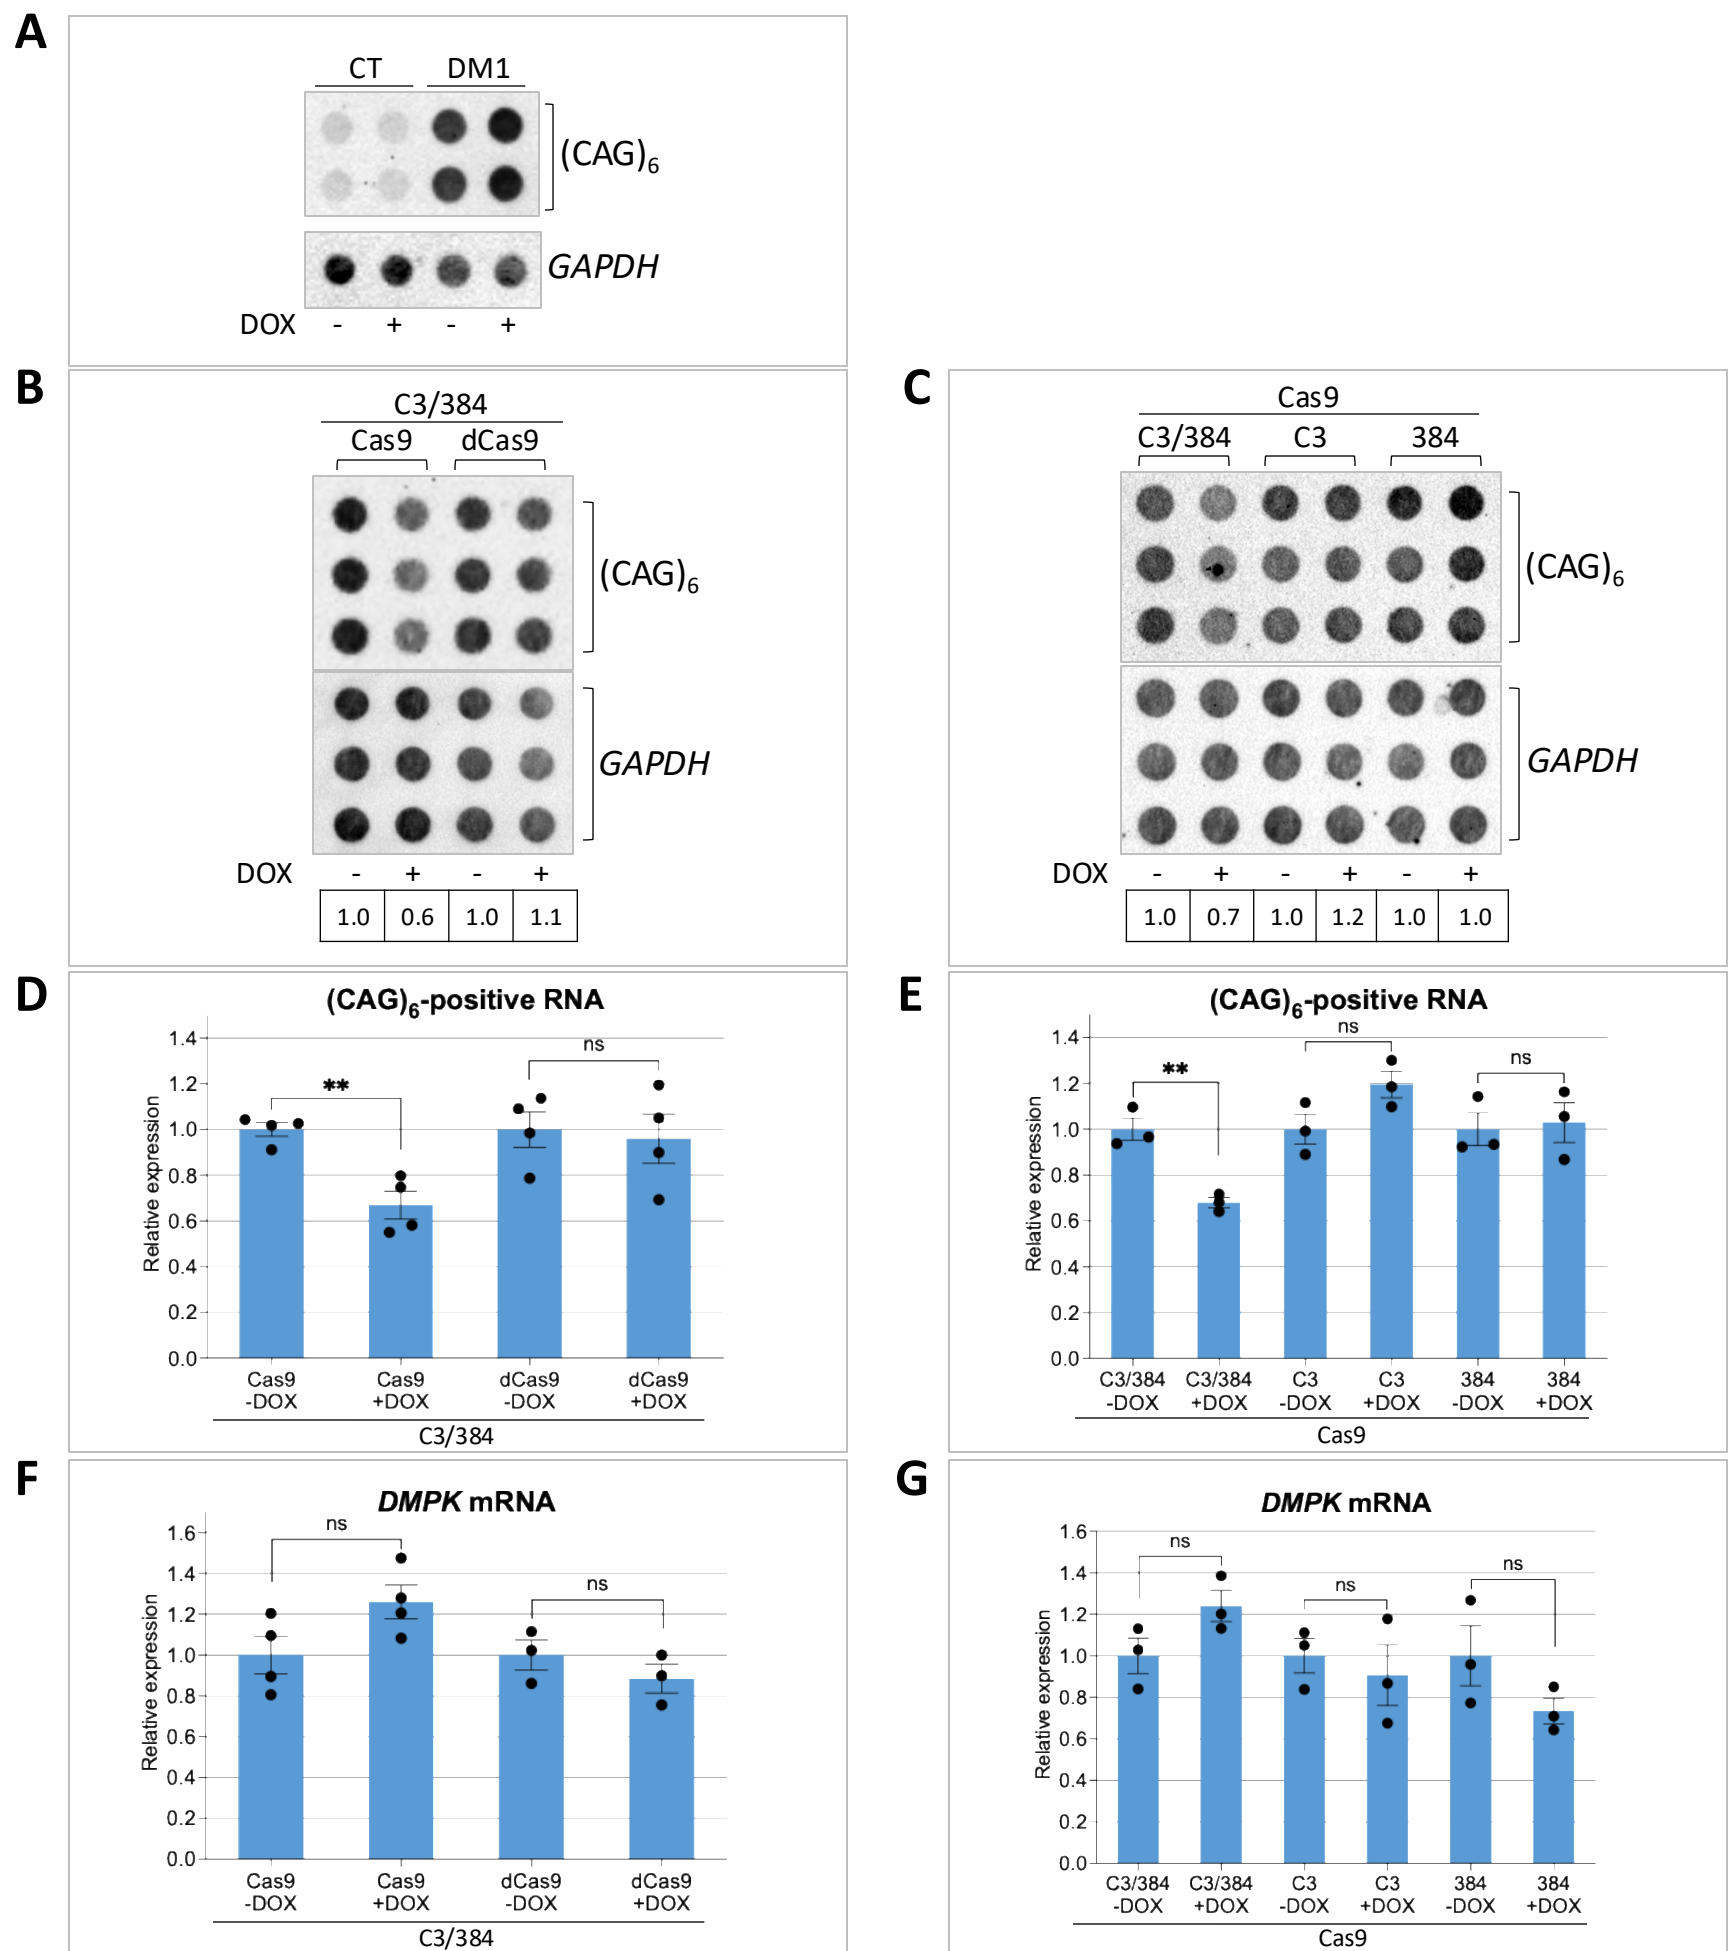 A
CT DM1
(CAG)6
GAPDH
DOX - + - +
B
C3/384
Cas9 dCas9
(CAG)6
GAPDH
DOX - + - +
1.0 0.6 1.0 1.1
C
Cas9
C3/384 C3 384
(CAG)6
GAPDH
DOX - + - + - +
1.0 0.7 1.0 1.2 1.0 1.0
D
(CAG)6-positive RNA
Relative expression
1.4
1.2
1.0
0.8
0.6
0.4
0.2
0.0
**
ns
Cas9 Cas9 dCas9 dCas9
-DOX +DOX -DOX +DOX
C3/384
E
(CAG)6-positive RNA
Relative expression
1.4
1.2
1.0
0.8
0.6
0.4
0.2
0.0
**
ns
ns
C3/384 C3/384 C3 C3 384 384
-DOX +DOX -DOX +DOX -DOX +DOX
Cas9
F
DMPK mRNA
Relative expression
1.6
1.4
1.2
1.0
0.8
0.6
0.4
0.2
0.0
ns
ns
Cas9 Cas9 dCas9 dCas9
-DOX +DOX -DOX +DOX
C3/384
G
DMPK mRNA
Relative expression
1.6
1.4
1.2
1.0
0.8
0.6
0.4
0.2
0.0
ns
ns
ns
C3/384 C3/384 C3 C3 384 384
-DOX +DOX -DOX +DOX -DOX +DOX
Cas9